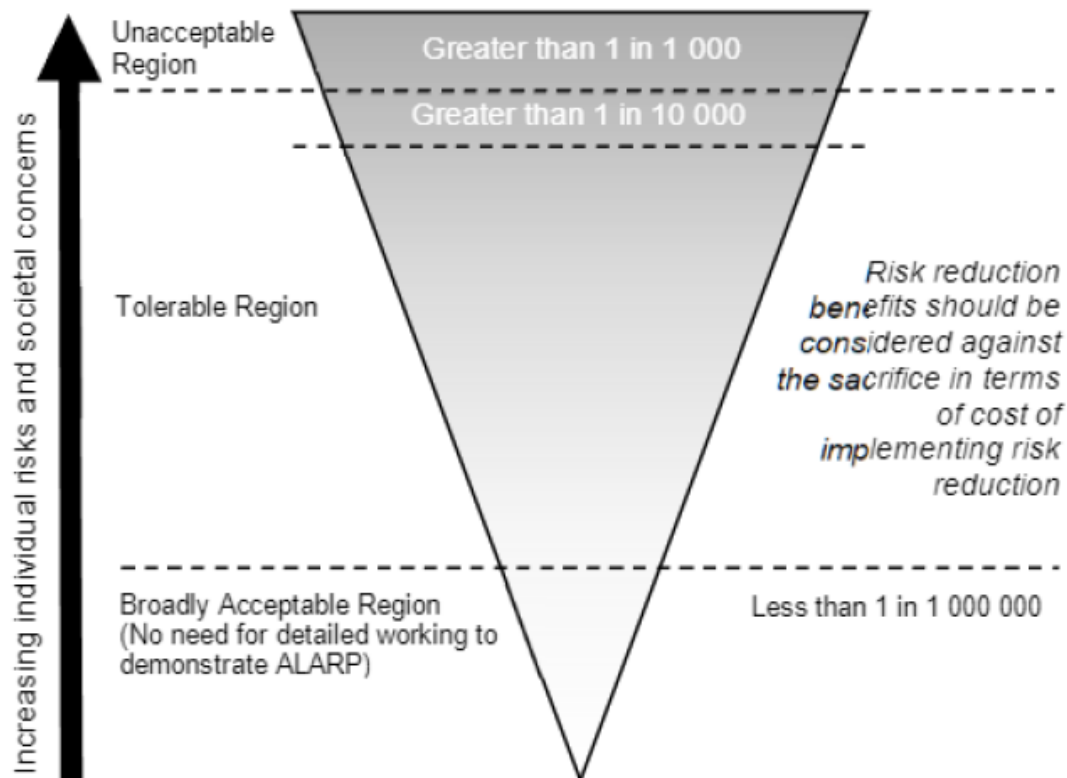 Increasing individual risks and societal concerns
Unacceptable
Region
Greater than 1 in 1 000
Greater than 1 in 10 000
Tolerable Region
Risk reduction
benefits should be
considered against
the sacrifice in terms
of cost of
implementing risk
reduction
Broadly Acceptable Region
(No need for detailed working to
demonstrate ALARP)
Less than 1 in 1 000 000